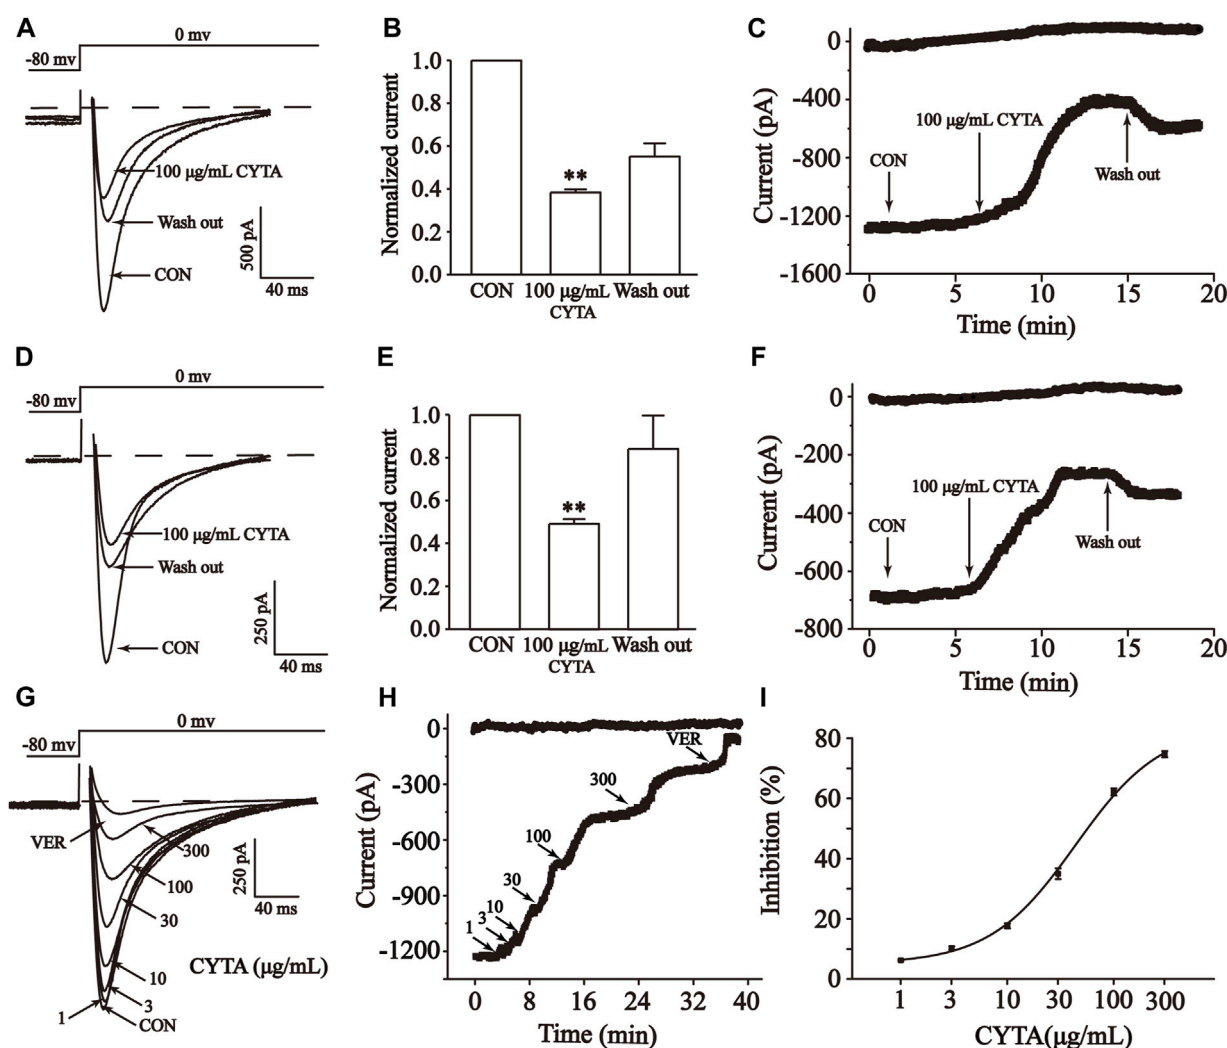 A
0 mv
-80 mv
100 µg/mL CYTA
Wash out
CON
500 pA
40 ms
B
Normalized current
1.0
0.8
0.6
0.4
0.2
0.0
**
CON
100 µg/mL
CYTA
Wash out
C
Current (pA)
0
-400
-800
-1200
-1600
100 µg/mL CYTA
CON
Wash out
0 5 10 15 20
Time (min)
D
0 mv
-80 mv
100 µg/mL CYTA
Wash out
CON
250 pA
40 ms
E
Normalized current
1.0
0.8
0.6
0.4
0.2
0.0
**
CON
100 µg/mL
CYTA
Wash out
F
Current (pA)
0
-200
-400
-600
-800
100 µg/mL CYTA
CON
Wash out
0 5 10 15 20
Time (min)
G
0 mv
-80 mv
VER
300
100
30
10
3
1
CON
CYTA (µg/mL)
250 pA
40 ms
H
Current (pA)
0
-300
-600
-900
-1200
VER
300
100
30
10
3
1
0 8 16 24 32 40
Time (min)
I
Inhibition (%)
80
60
40
20
0
1 3 10 30 100 300
CYTA(µg/mL)